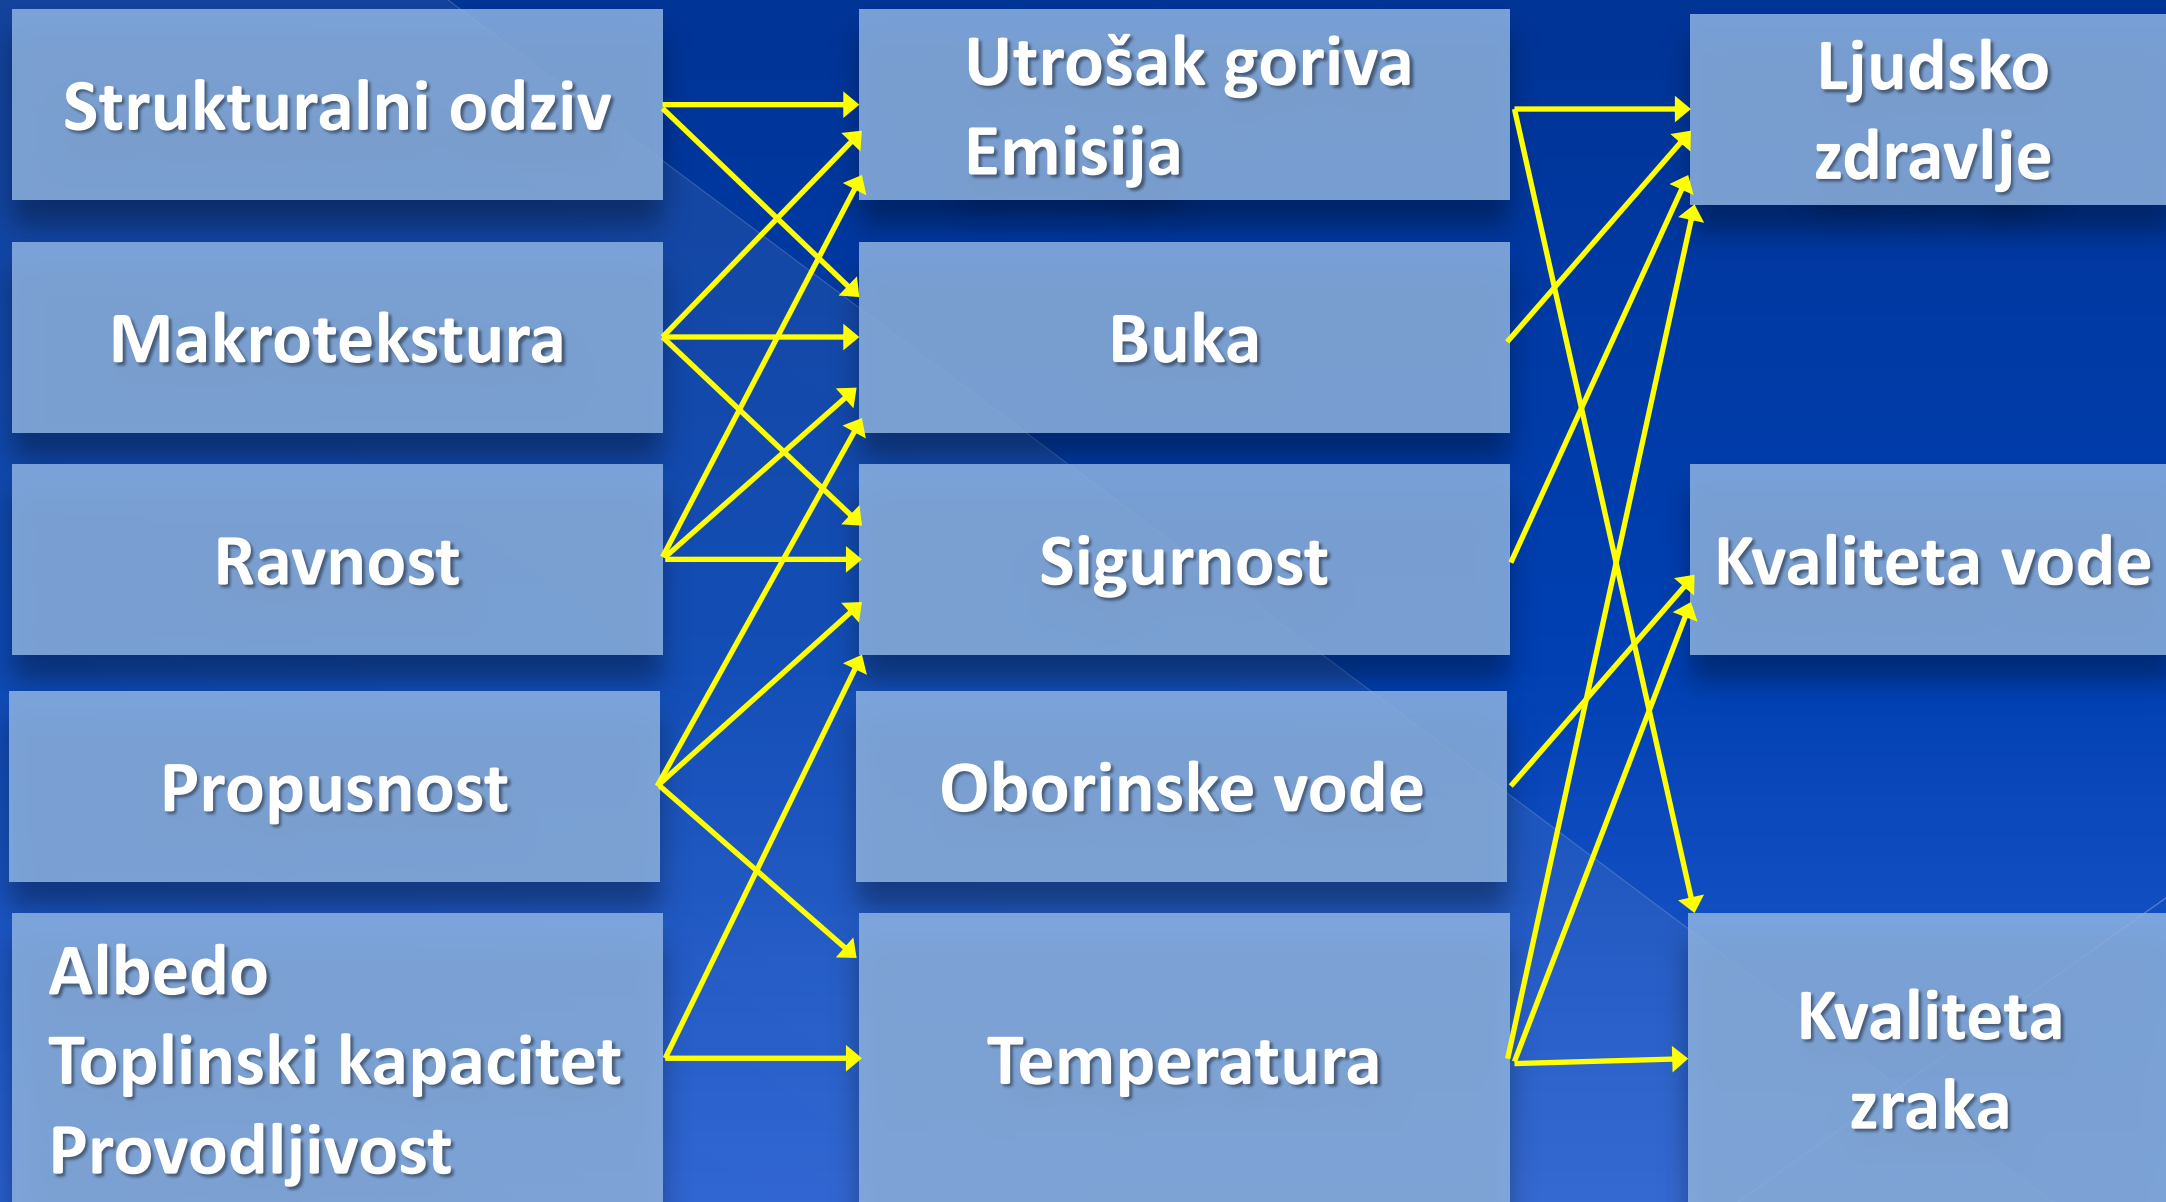 Strukturalni odziv
Utrošak goriva
Emisija
Ljudsko
zdravlje
Makrotekstura
Buka
Ravnost
Sigurnost
Kvaliteta vode
Propusnost
Oborinske vode
Albedo
Toplinski kapacitet
Provodljivost
Temperatura
Kvaliteta
zraka